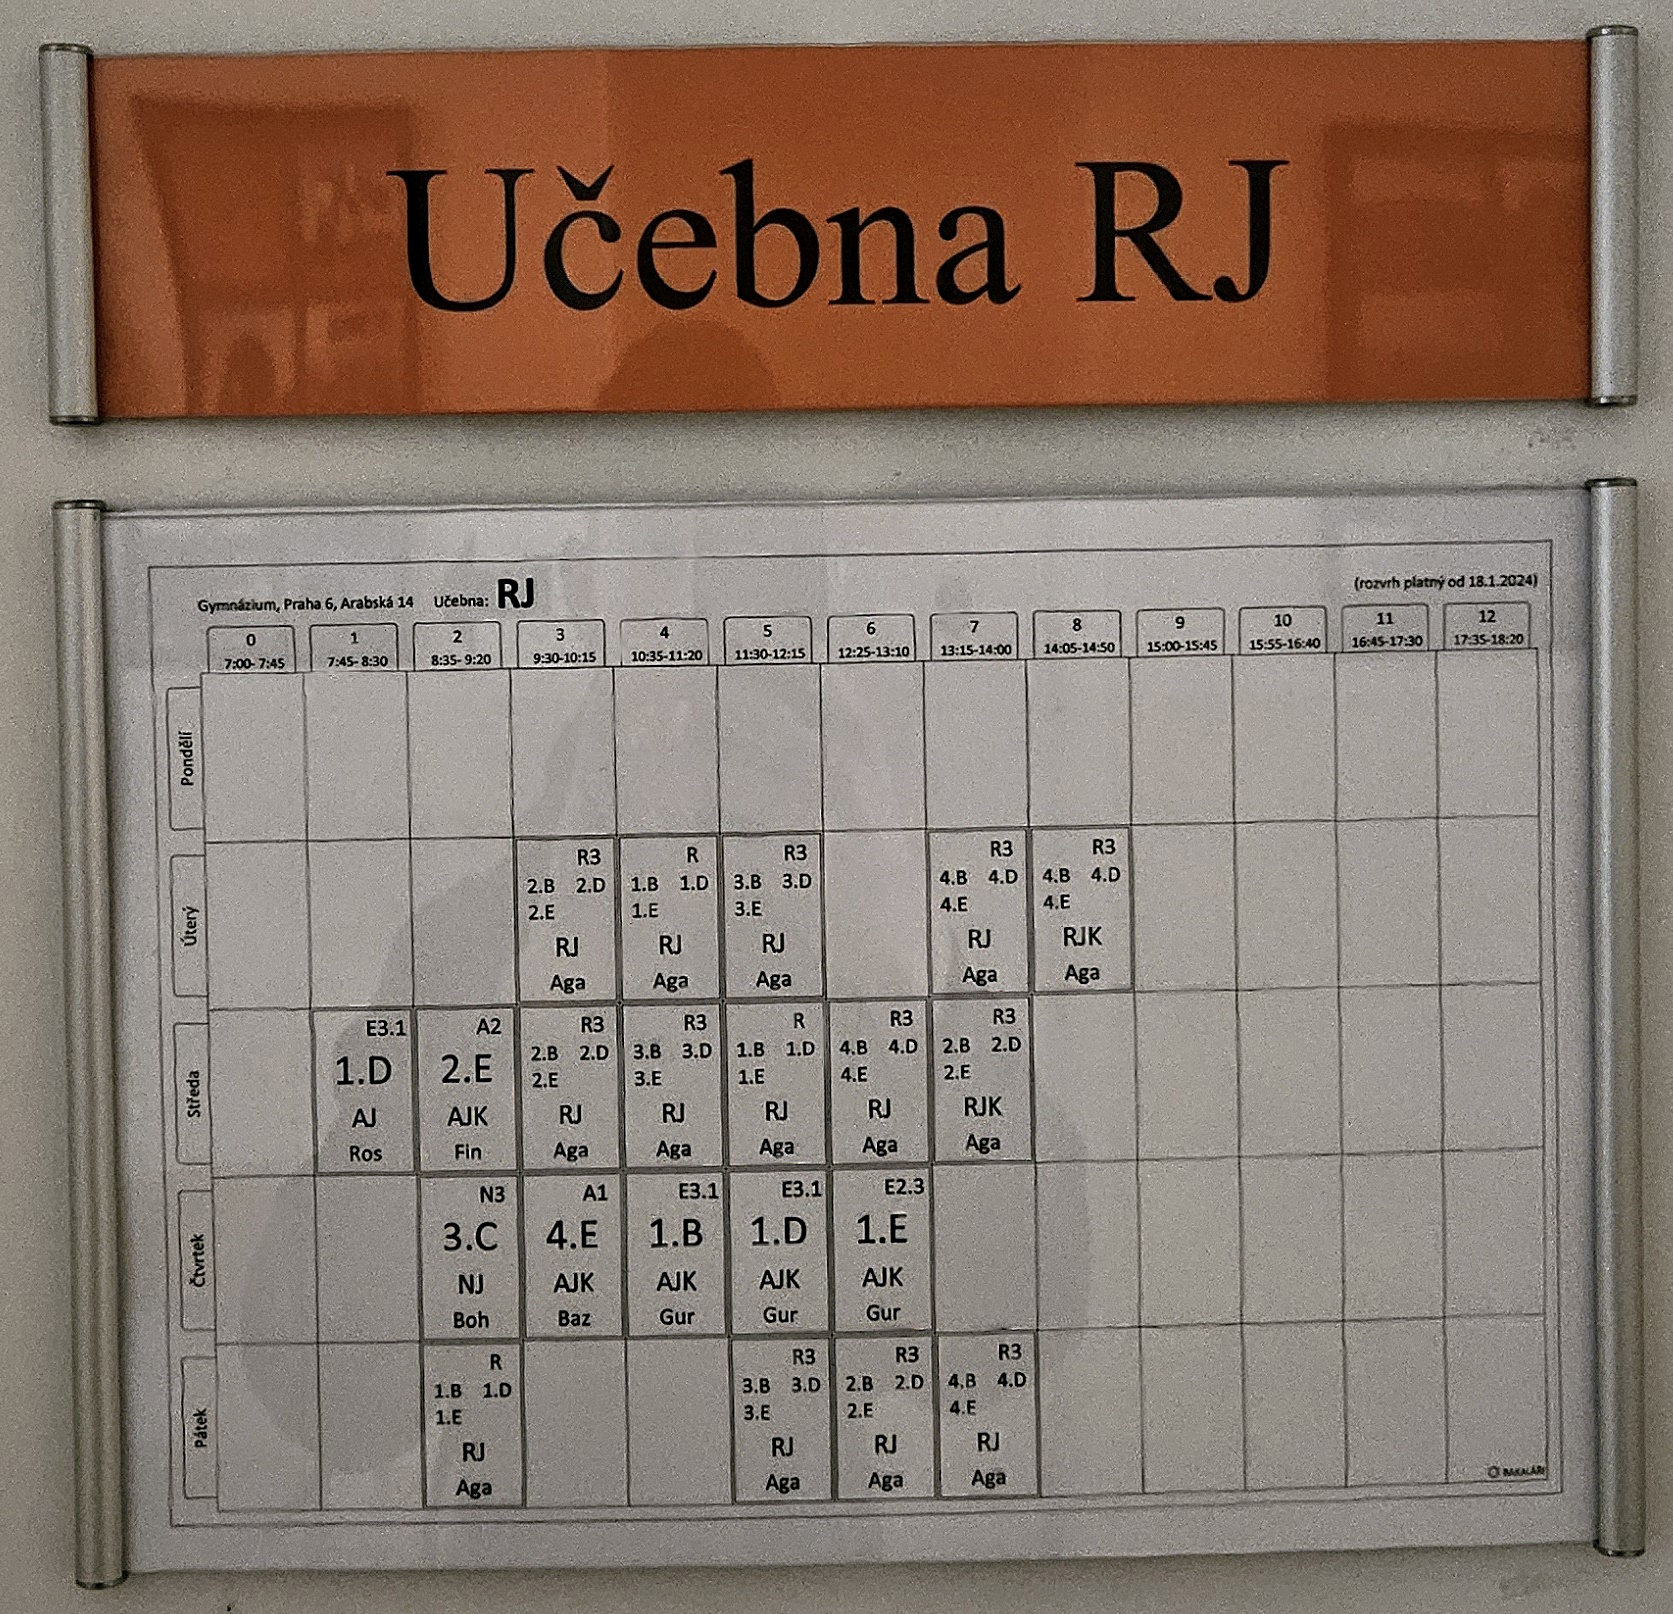 Učebna RJ
Gymnázium, Praha 6, Arabská 14 Učebna: RJ (rozvrh platný od 18.1.2024)
0 1 2 3 4 5 6 7 8 9 10 11 12
7:00- 7:45 7:45- 8:30 8:35- 9:20 9:30-10:15 10:35-11:20 11:30-12:15 12:25-13:10 13:15-14:00 14:05-14:50 15:00-15:45 15:55-16:40 16:45-17:30 17:35-18:20
Pondělí
Úterý
R3 R R3 R3 R3
2.B 2.D 1.B 1.D 3.B 3.D 4.B 4.D 4.B 4.D
2.E 1.E 3.E 4.E 4.E
RJ RJ RJ RJ RJK
Aga Aga Aga Aga Aga
Středa
E3.1 A2 R3 R3 R R3 R3
1.D 2.E 2.B 2.D 3.B 3.D 1.B 1.D 4.B 4.D 2.B 2.D
2.E 3.E 1.E 4.E 2.E
AJ AJK RJ RJ RJ RJ RJK
Ros Fin Aga Aga Aga Aga Aga
Čtvrtek
N3 A1 E3.1 E3.1 E2.3
3.C 4.E 1.B 1.D 1.E
NJ AJK AJK AJK AJK
Boh Baz Gur Gur Gur
Pátek
R R3 R3 R3
1.B 1.D 3.B 3.D 2.B 2.D 4.B 4.D
1.E 3.E 2.E 4.E
RJ RJ RJ RJ
Aga Aga Aga Aga
BAKALÁŘI